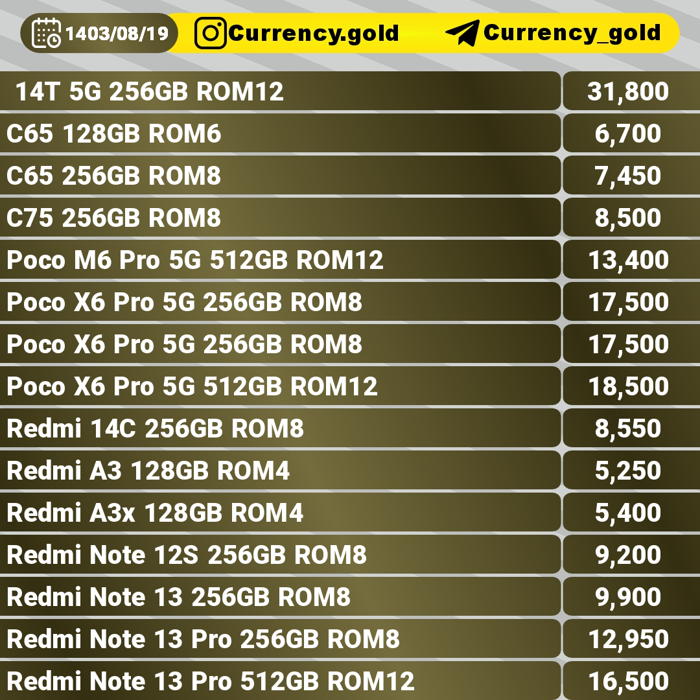 1403/08/19 Currency.gold Currency_gold
14T 5G 256GB ROM12 31,800
C65 128GB ROM6 6,700
C65 256GB ROM8 7,450
C75 256GB ROM8 8,500
Poco M6 Pro 5G 512GB ROM12 13,400
Poco X6 Pro 5G 256GB ROM8 17,500
Poco X6 Pro 5G 256GB ROM8 17,500
Poco X6 Pro 5G 512GB ROM12 18,500
Redmi 14C 256GB ROM8 8,550
Redmi A3 128GB ROM4 5,250
Redmi A3x 128GB ROM4 5,400
Redmi Note 12S 256GB ROM8 9,200
Redmi Note 13 256GB ROM8 9,900
Redmi Note 13 Pro 256GB ROM8 12,950
Redmi Note 13 Pro 512GB ROM12 16,500